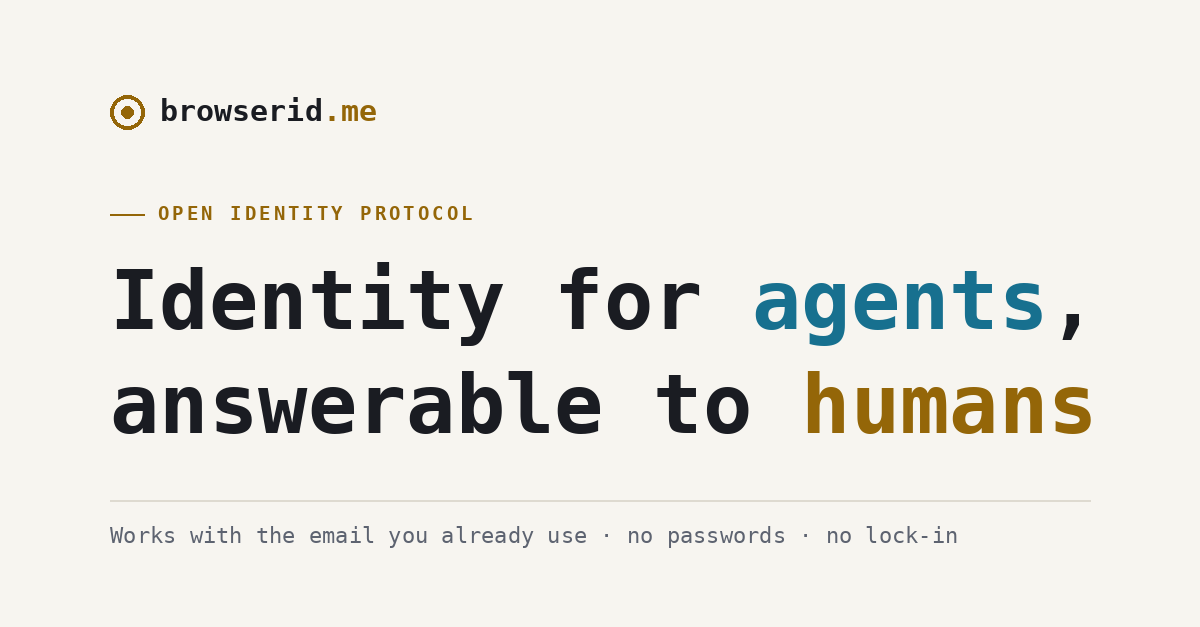 browserid.me
OPEN IDENTITY PROTOCOL
Identity for agents,
answerable to humans
Works with the email you already use · no passwords · no lock-in